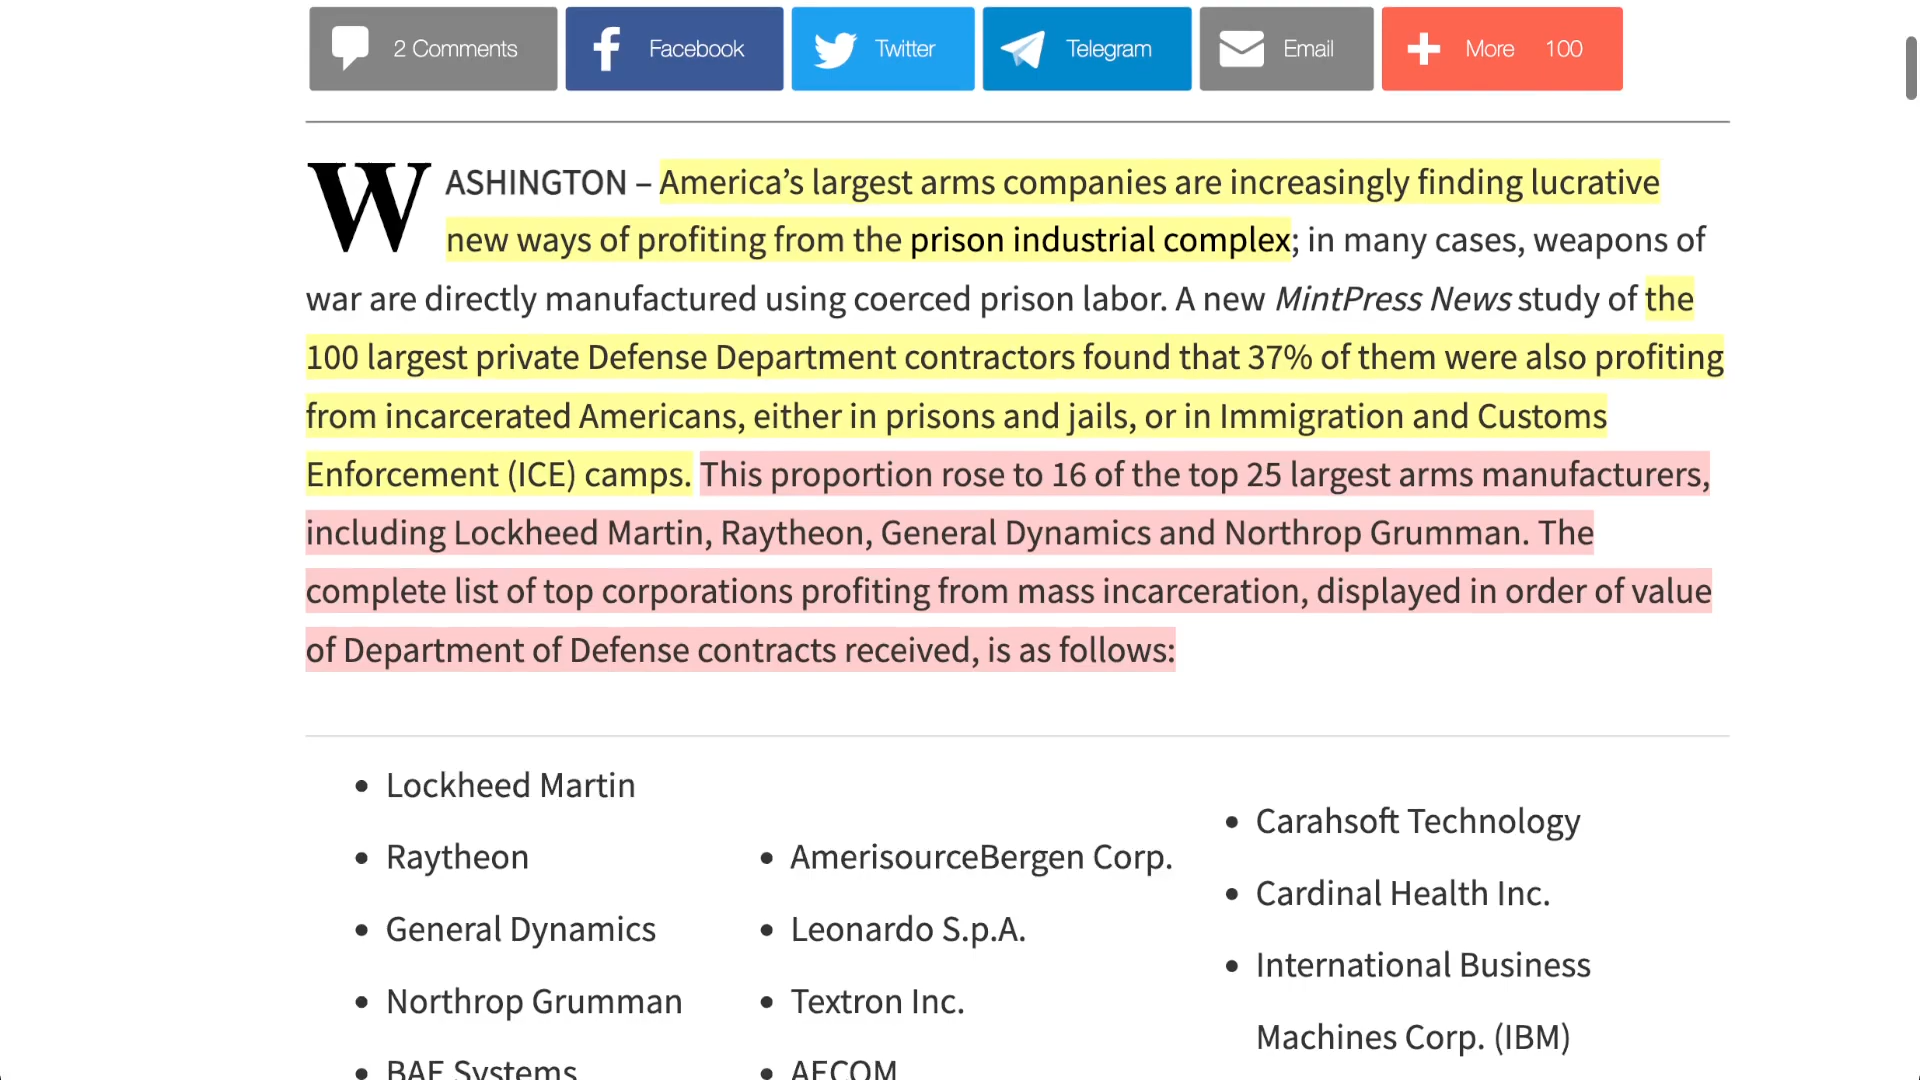 2 Comments
Facebook
Twitter
Telegram
Email
More 100
WASHINGTON – America’s largest arms companies are increasingly finding lucrative
new ways of profiting from the prison industrial complex; in many cases, weapons of
war are directly manufactured using coerced prison labor. A new MintPress News study of the
100 largest private Defense Department contractors found that 37% of them were also profiting
from incarcerated Americans, either in prisons and jails, or in Immigration and Customs
Enforcement (ICE) camps. This proportion rose to 16 of the top 25 largest arms manufacturers,
including Lockheed Martin, Raytheon, General Dynamics and Northrop Grumman. The
complete list of top corporations profiting from mass incarceration, displayed in order of value
of Department of Defense contracts received, is as follows:
• Lockheed Martin
• Raytheon
• General Dynamics
• Northrop Grumman
• BAE Systems
• AmerisourceBergen Corp.
• Leonardo S.p.A.
• Textron Inc.
• AECOM
• Carahsoft Technology
• Cardinal Health Inc.
• International Business
Machines Corp. (IBM)